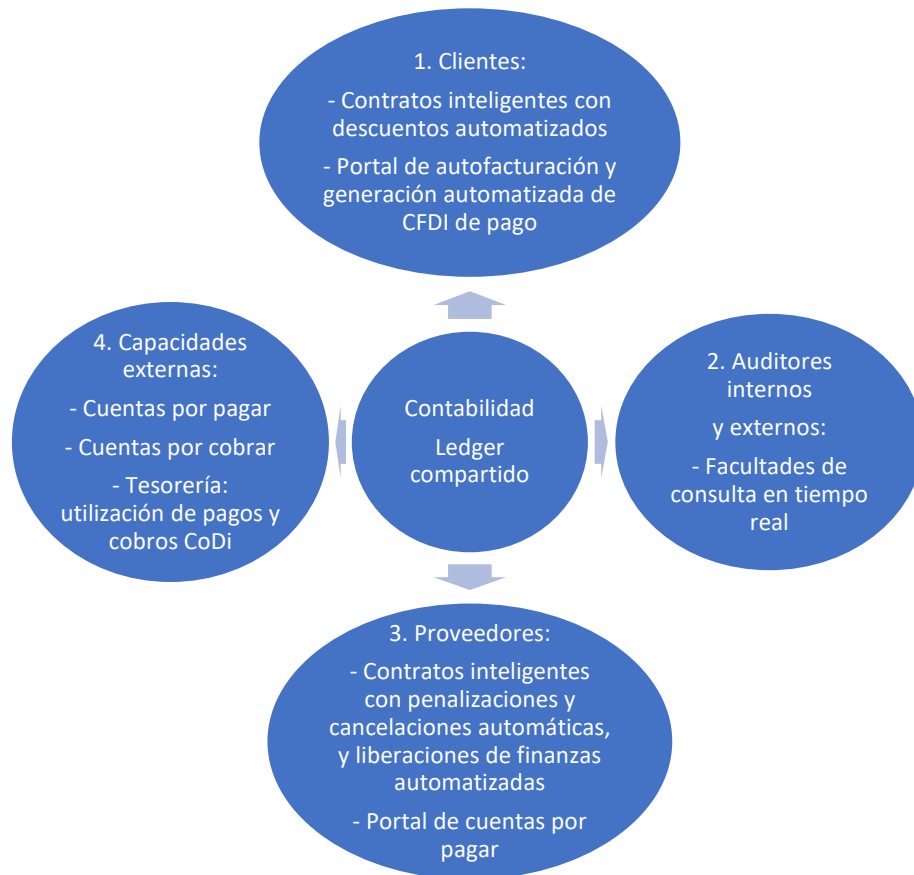 1. Clientes:
- Contratos inteligentes con
descuentos automatizados
- Portal de autofacturación y
generación automatizada de
CFDI de pago
4. Capacidades
externas:
- Cuentas por pagar
- Cuentas por cobrar
- Tesorería:
utilización de pagos y
cobros CoDi
Contabilidad
Ledger
compartido
2. Auditores
internos
y externos:
- Facultades de
consulta en tiempo
real
3. Proveedores:
- Contratos inteligentes
con penalizaciones y
cancelaciones automáticas,
y liberaciones de finanzas
automatizadas
- Portal de cuentas por
pagar